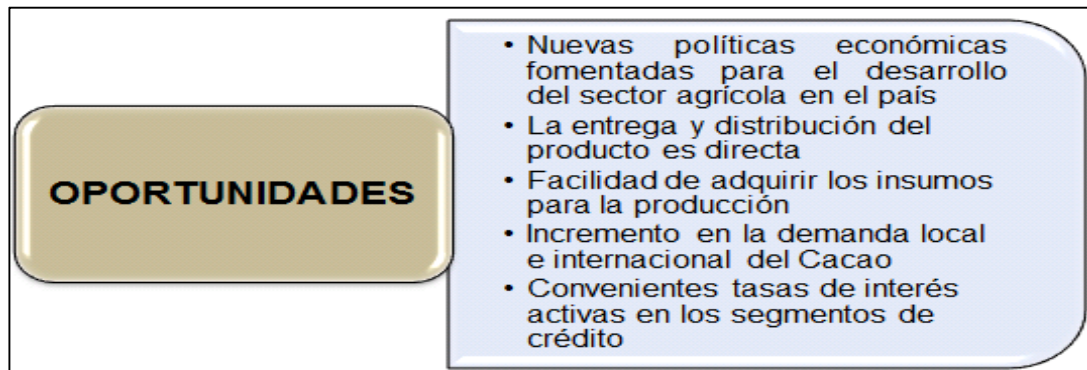 OPORTUNIDADES
• Nuevas políticas económicas
fomentadas para el desarrollo
del sector agrícola en el país
• La entrega y distribución del
producto es directa
• Facilidad de adquirir los insumos
para la producción
• Incremento en la demanda local
e internacional del Cacao
• Convenientes tasas de interés
activas en los segmentos de
crédito